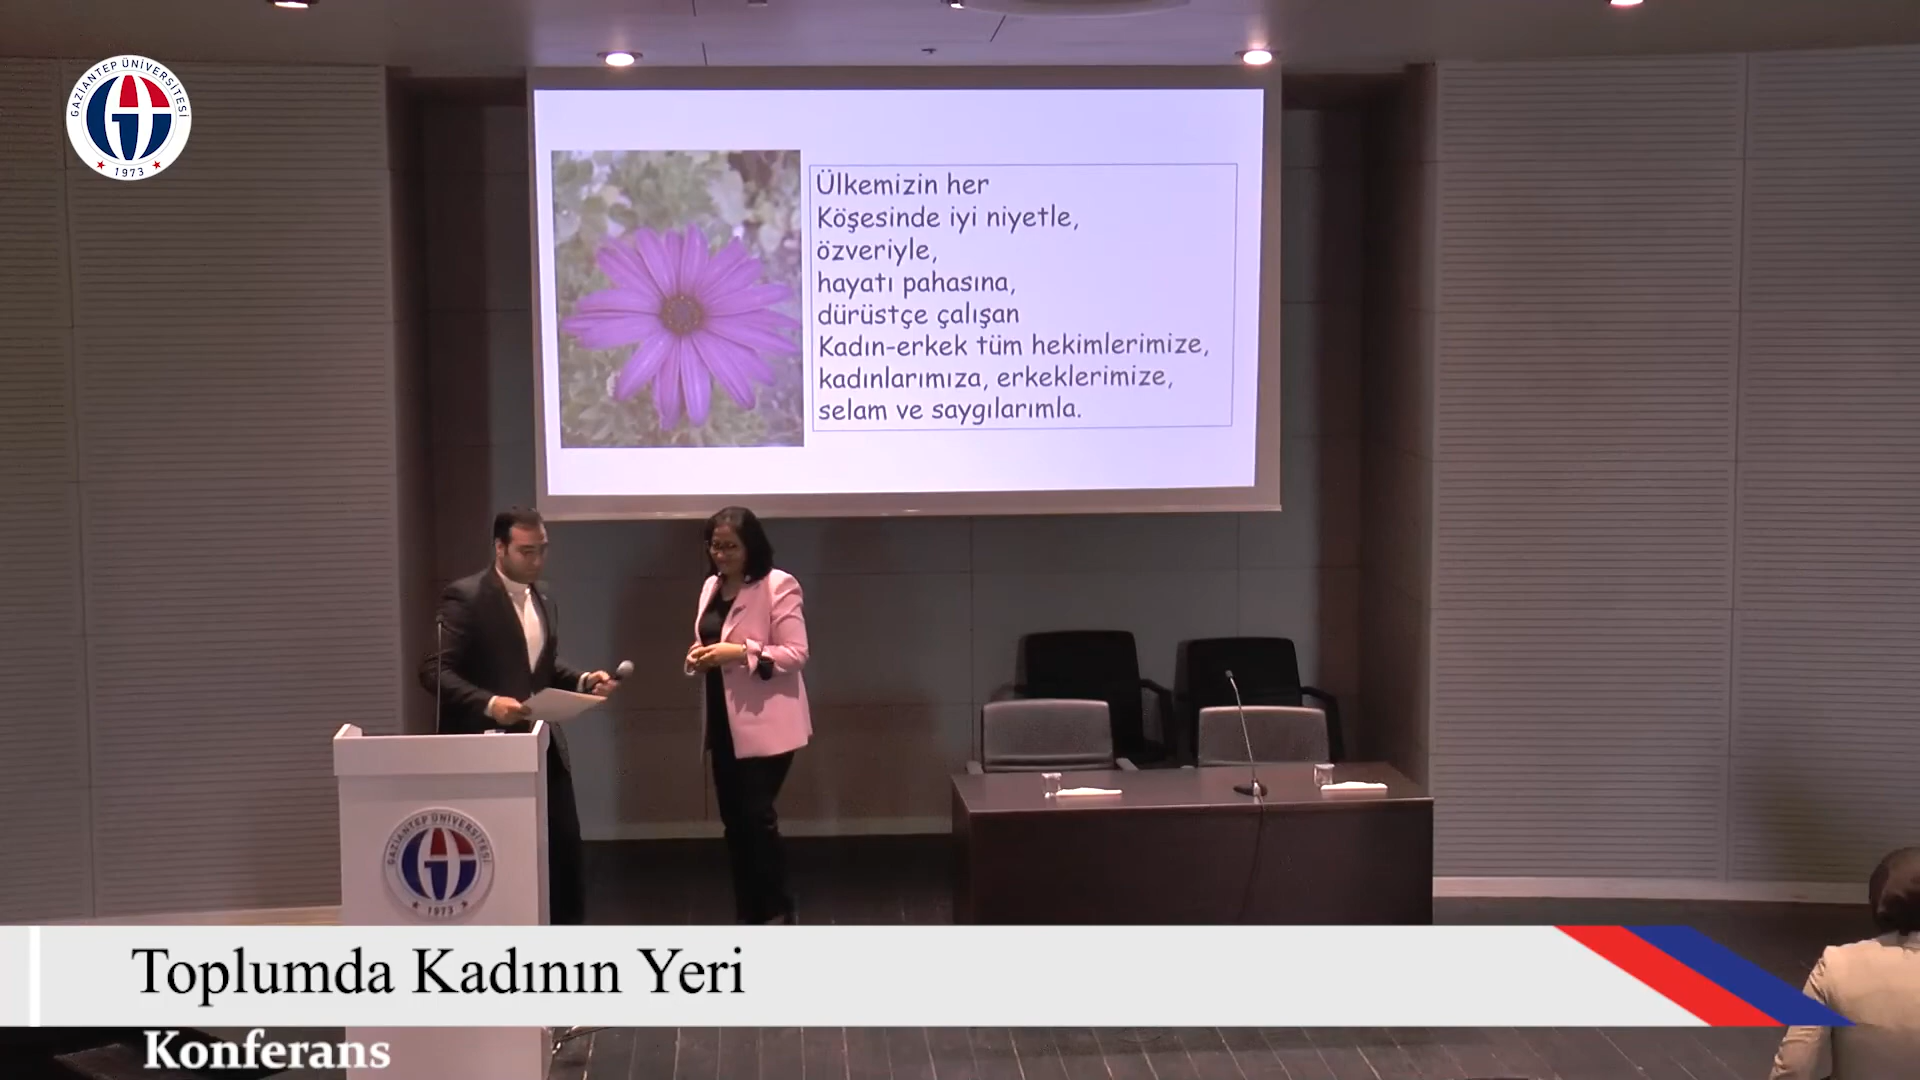 GAZİANTEP ÜNİVERSİTESİ
1973
Ülkemizin her
Köşesinde iyi niyetle,
özveriyle,
hayatı pahasına,
dürüstçe çalışan
Kadın-erkek tüm hekimlerimize,
kadınlarımıza, erkeklerimize,
selam ve saygılarımla.
GAZİANTEP ÜNİVERSİTESİ
1973
Toplumda Kadının Yeri
Konferans